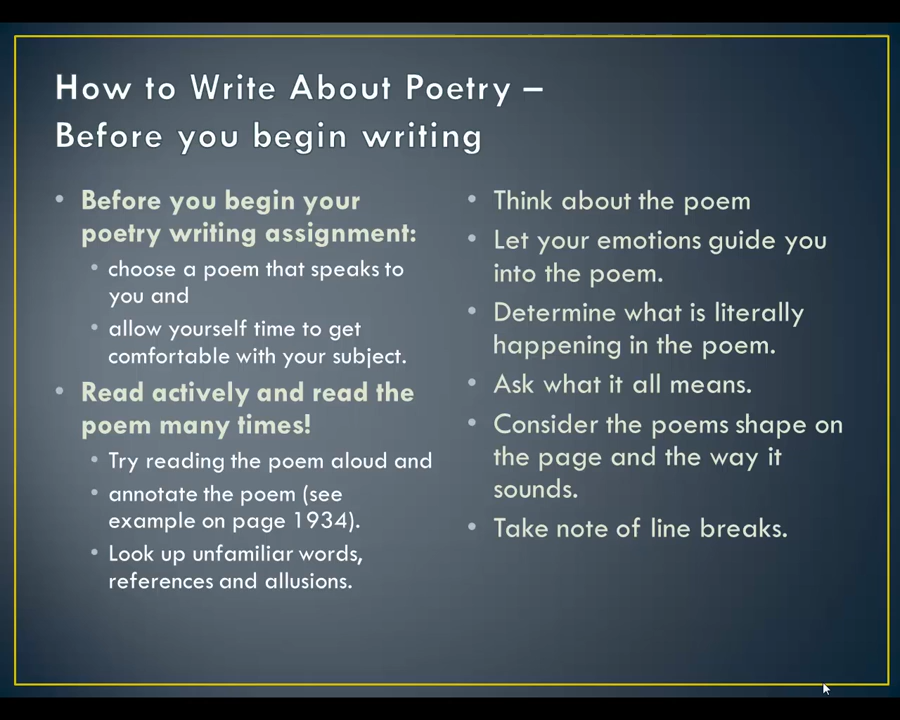 How to Write About Poetry –
Before you begin writing
• Before you begin your
poetry writing assignment:
• choose a poem that speaks to
you and
• allow yourself time to get
comfortable with your subject.
• Read actively and read the
poem many times!
• Try reading the poem aloud and
• annotate the poem (see
example on page 1934).
• Look up unfamiliar words,
references and allusions.
• Think about the poem
• Let your emotions guide you
into the poem.
• Determine what is literally
happening in the poem.
• Ask what it all means.
• Consider the poems shape on
the page and the way it
sounds.
• Take note of line breaks.